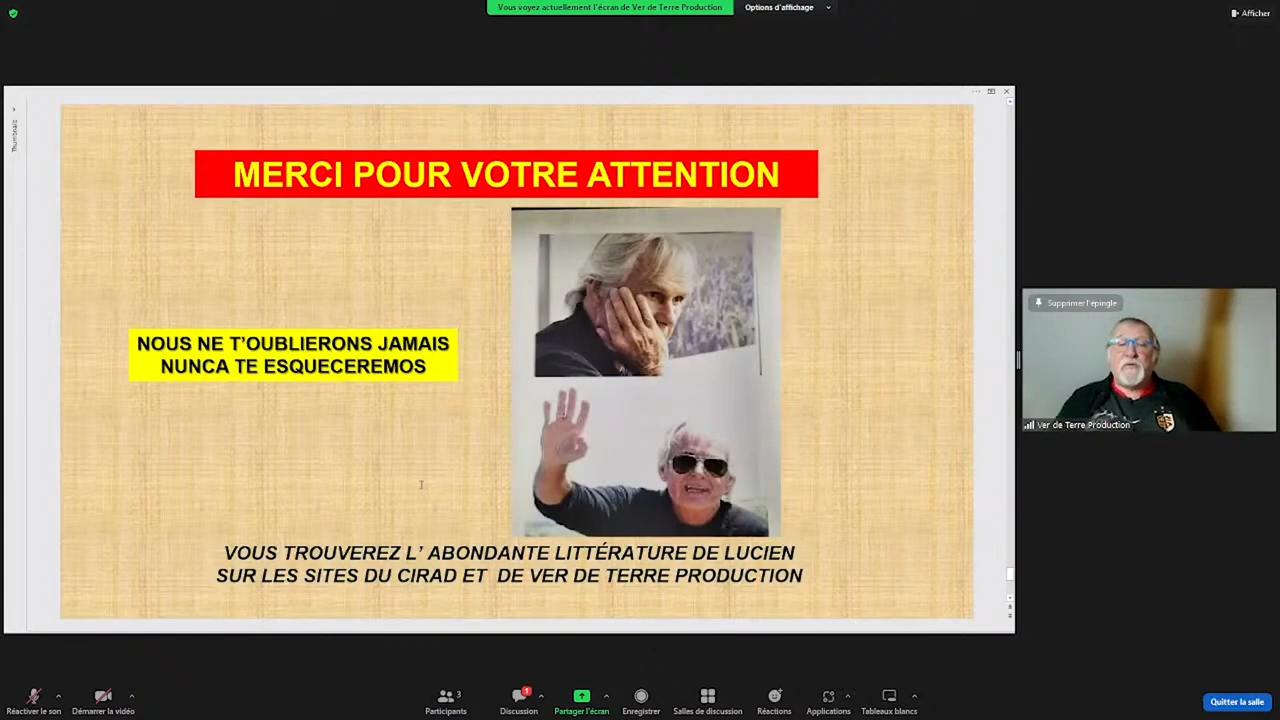 Vous voyez actuellement l'écran de Ver de Terre Production
Options d'affichage
Afficher
Thumbnails
MERCI POUR VOTRE ATTENTION
NOUS NE T'OUBLIERONS JAMAIS
NUNCA TE ESQUECEREMOS
VOUS TROUVEREZ L' ABONDANTE LITTÉRATURE DE LUCIEN
SUR LES SITES DU CIRAD ET DE VER DE TERRE PRODUCTION
Supprimer l'épingle
Ver de Terre Production
Réactiver le son
Démarrer la vidéo
3
Participants
1
Discussion
Partager l'écran
Enregistrer
Salles de discussion
Réactions
Applications
Tableaux blancs
Quitter la salle